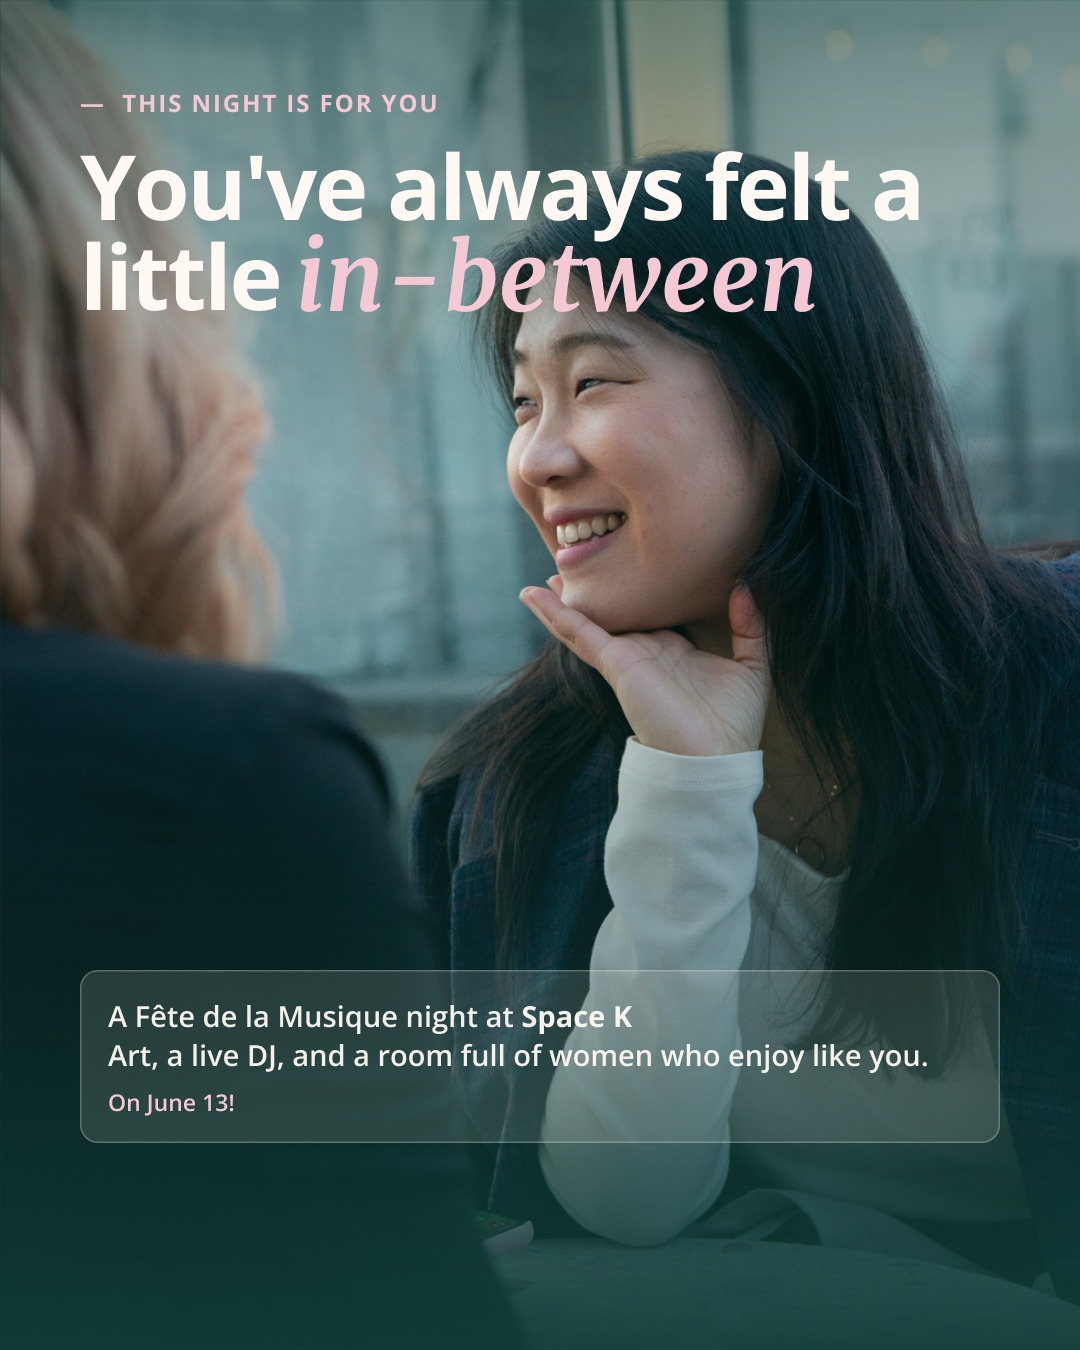 — THIS NIGHT IS FOR YOU
You've always felt a
little in-between
A Fête de la Musique night at Space K
Art, a live DJ, and a room full of women who enjoy like you.
On June 13!